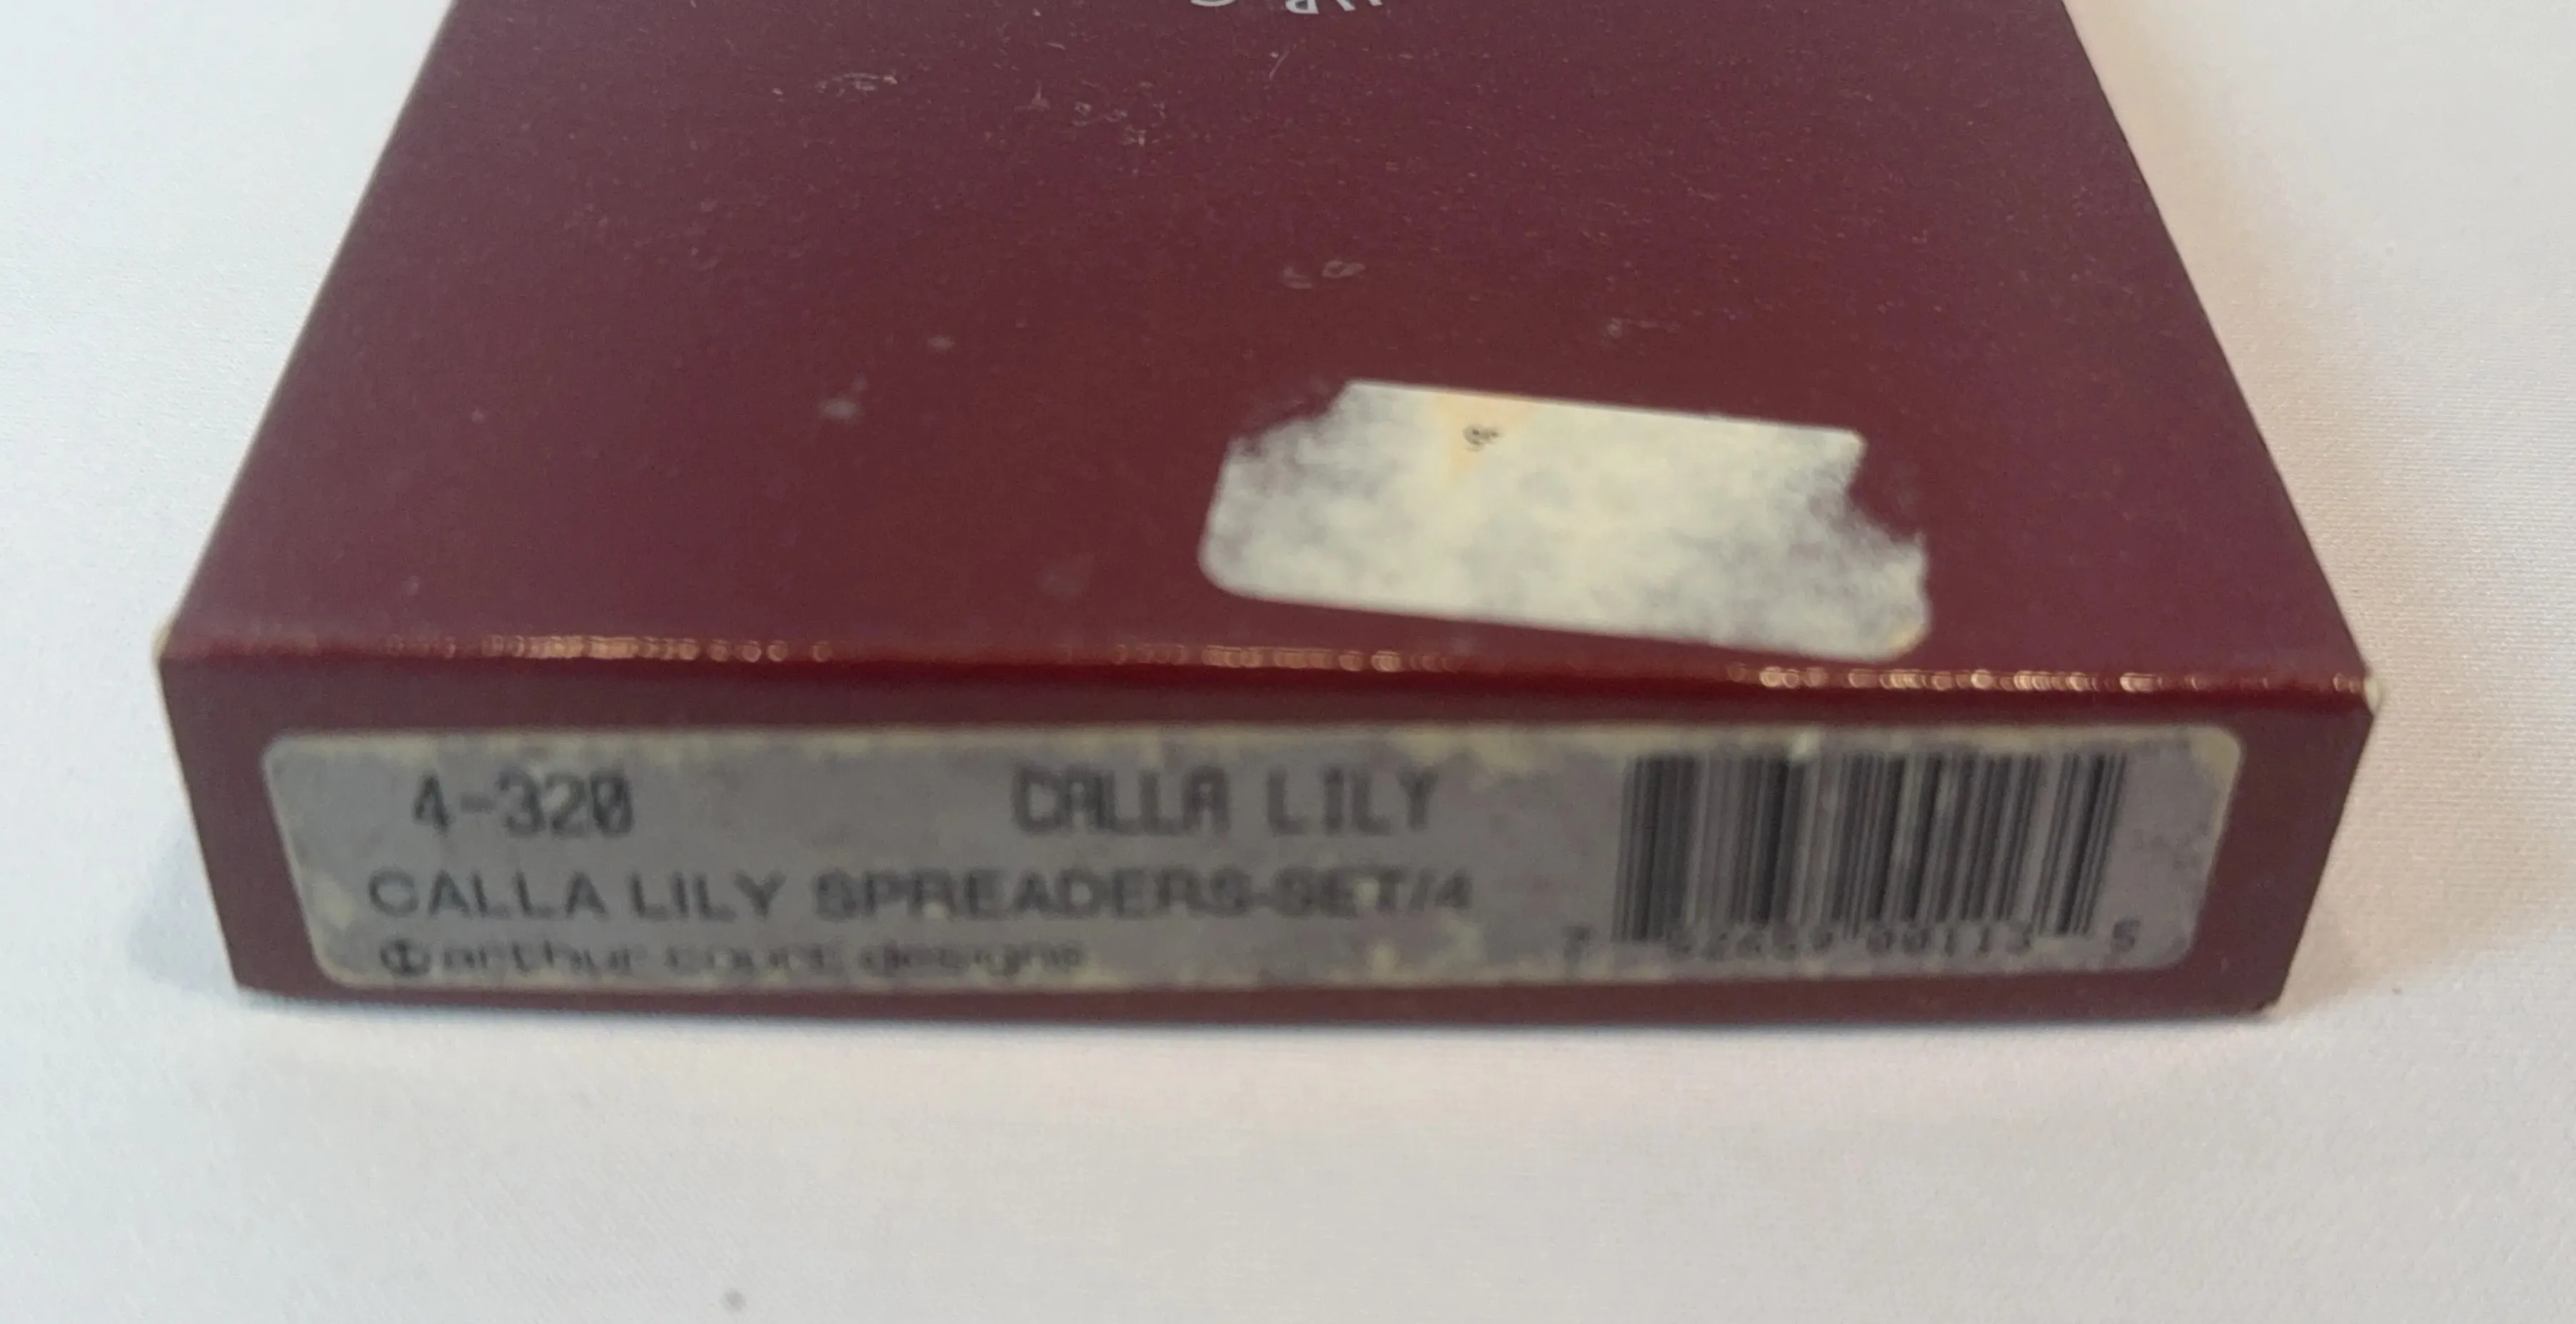 4-320 CALLA LILY
CALLA LILY SPREADERS-SET/4
arthur court designs